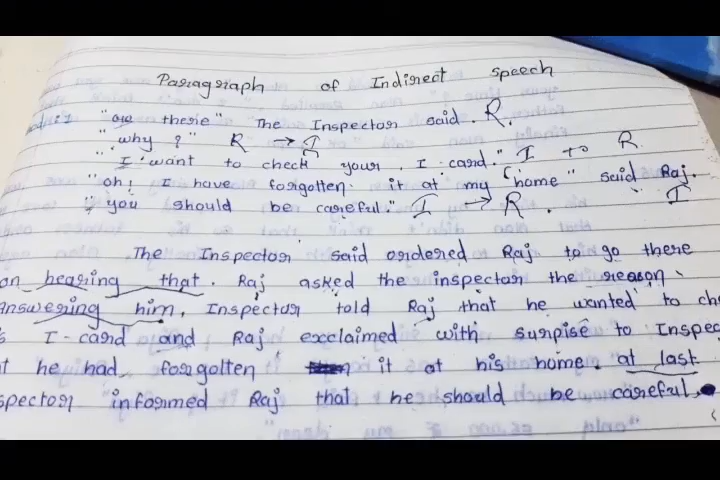 Paragraph of Indirect speech
there" The Inspector said. R.
"why?" R → I
"I want to check your I-card." I to R
"oh! I have forgotten it at my home" said Raj.
"you should be careful." I → R. I
The Inspector said ordered Raj to go there
on hearing that. Raj asked the inspector the reason.
Answering him, Inspector told Raj that he wanted to
I-card and Raj exclaimed with surprise to
he had forgotten it at his home. at last
informed Raj that he should be careful.